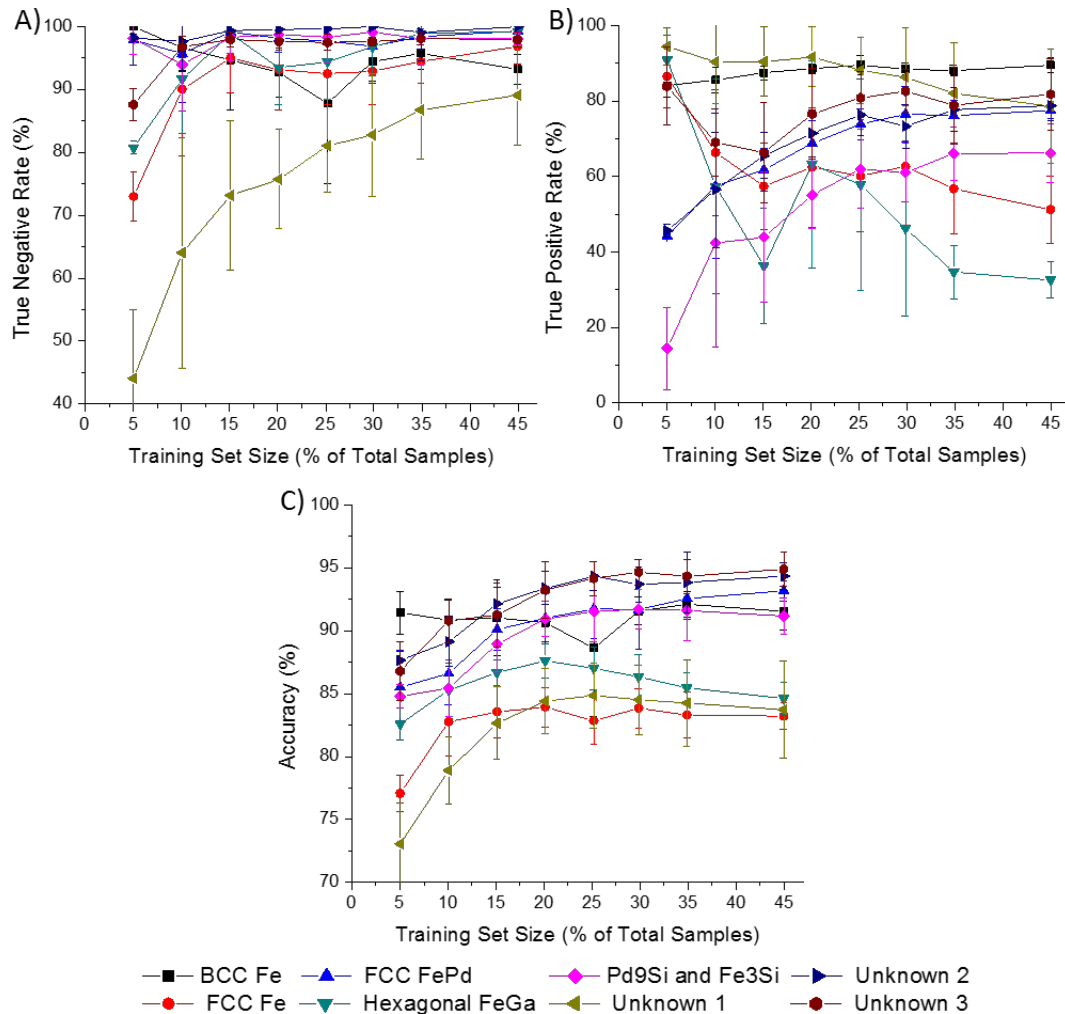 A)
True Negative Rate (%)
100
90
80
70
60
50
40
0 5 10 15 20 25 30 35 40 45
Training Set Size (% of Total Samples)
B)
True Positive Rate (%)
100
80
60
40
20
0
0 5 10 15 20 25 30 35 40 45
Training Set Size (% of Total Samples)
C)
Accuracy (%)
100
95
90
85
80
75
70
0 5 10 15 20 25 30 35 40 45
Training Set Size (% of Total Samples)
BCC Fe FCC FePd Pd9Si and Fe3Si Unknown 2
FCC Fe Hexagonal FeGa Unknown 1 Unknown 3